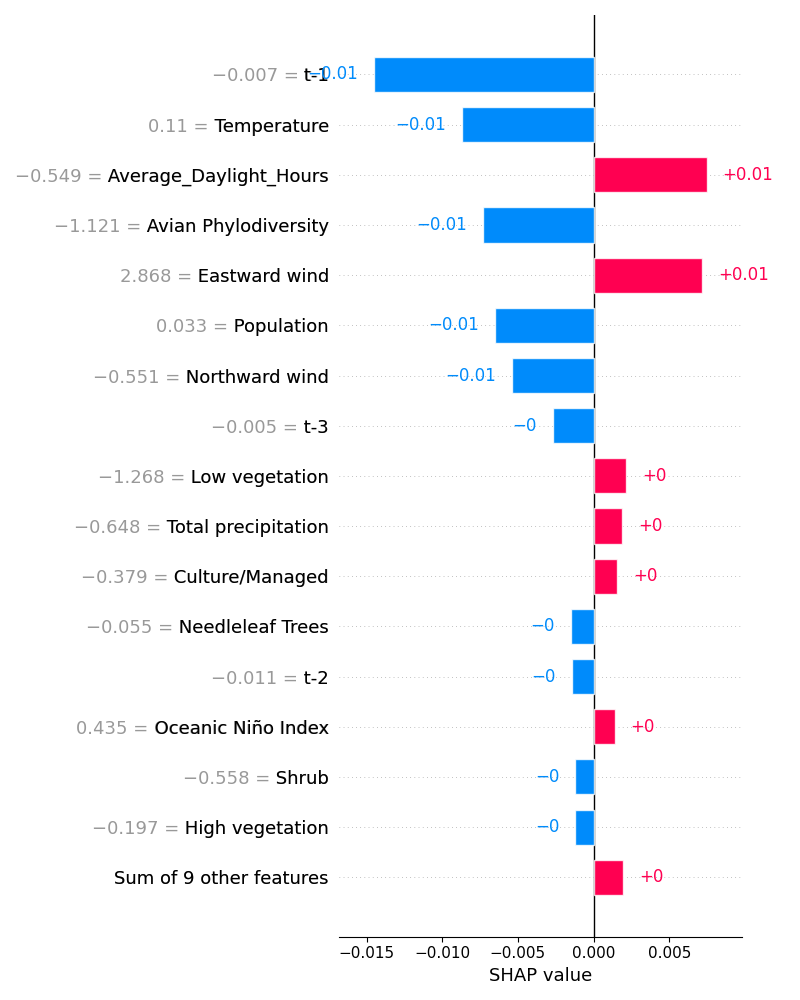 −0.007 = t-1 −0.01
0.11 = Temperature −0.01
−0.549 = Average_Daylight_Hours +0.01
−1.121 = Avian Phylodiversity −0.01
2.868 = Eastward wind +0.01
0.033 = Population −0.01
−0.551 = Northward wind −0.01
−0.005 = t-3 −0
−1.268 = Low vegetation +0
−0.648 = Total precipitation +0
−0.379 = Culture/Managed +0
−0.055 = Needleleaf Trees −0
−0.011 = t-2 −0
0.435 = Oceanic Niño Index +0
−0.558 = Shrub −0
−0.197 = High vegetation −0
Sum of 9 other features +0
−0.015 −0.010 −0.005 0.000 0.005
SHAP value